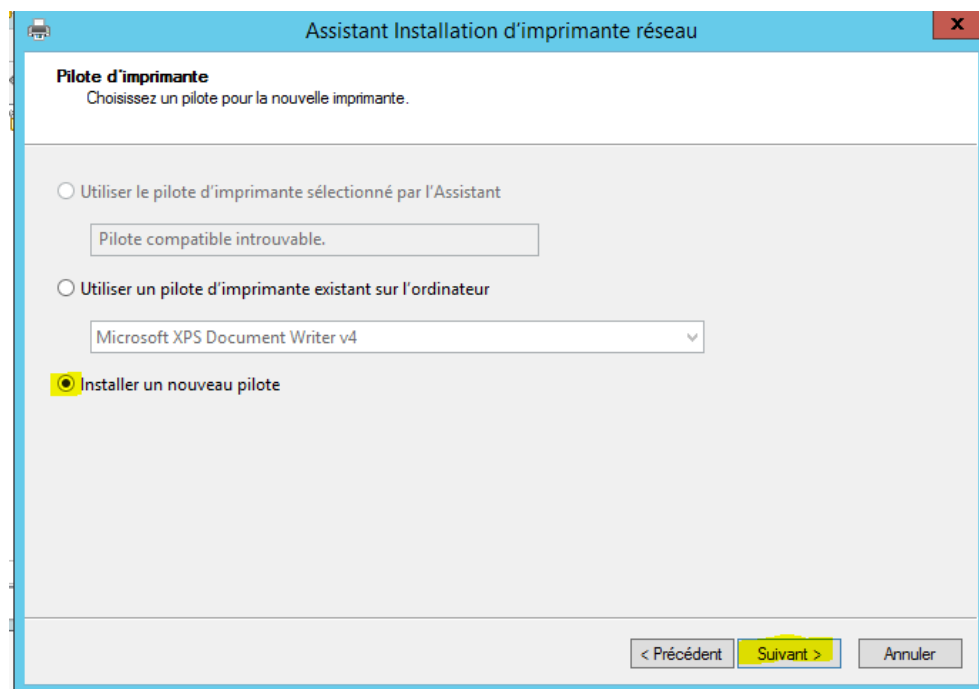 Assistant Installation d'imprimante réseau
x
Pilote d'imprimante
Choisissez un pilote pour la nouvelle imprimante.
Utiliser le pilote d'imprimante sélectionné par l'Assistant
Pilote compatible introuvable.
Utiliser un pilote d'imprimante existant sur l'ordinateur
Microsoft XPS Document Writer v4
Installer un nouveau pilote
< Précédent Suivant > Annuler